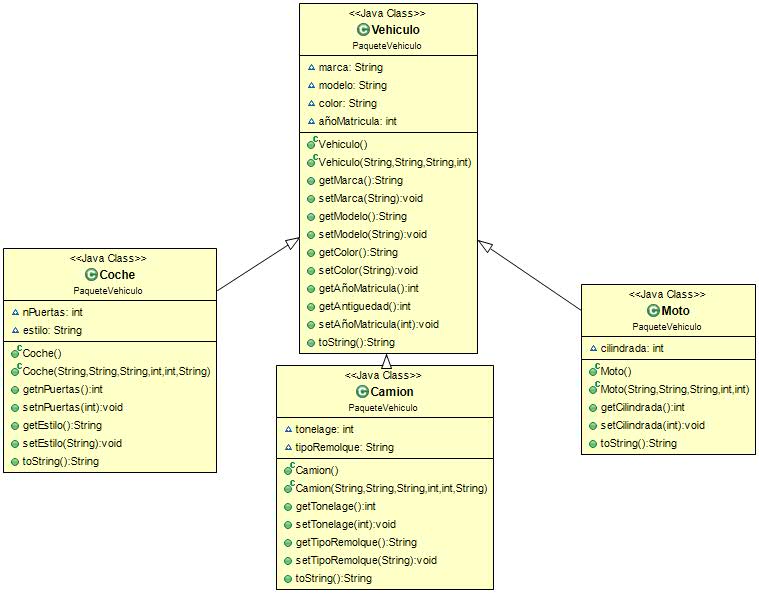 <<Java Class>>
Vehiculo
PaqueteVehiculo
marca: String
modelo: String
color: String
añoMatricula: int
Vehiculo()
Vehiculo(String,String,String,int)
getMarca():String
setMarca(String):void
getModelo():String
setModelo(String):void
getColor():String
setColor(String):void
getAñoMatricula():int
getAntiguedad():int
setAñoMatricula(int):void
toString():String
<<Java Class>>
Coche
PaqueteVehiculo
nPuertas: int
estilo: String
Coche()
Coche(String,String,String,int,int,String)
getnPuertas():int
setnPuertas(int):void
getEstilo():String
setEstilo(String):void
toString():String
<<Java Class>>
Camion
PaqueteVehiculo
tonelage: int
tipoRemolque: String
Camion()
Camion(String,String,String,int,int,String)
getTonelage():int
setTonelage(int):void
getTipoRemolque():String
setTipoRemolque(String):void
toString():String
<<Java Class>>
Moto
PaqueteVehiculo
cilindrada: int
Moto()
Moto(String,String,String,int,int)
getCilindrada():int
setCilindrada(int):void
toString():String